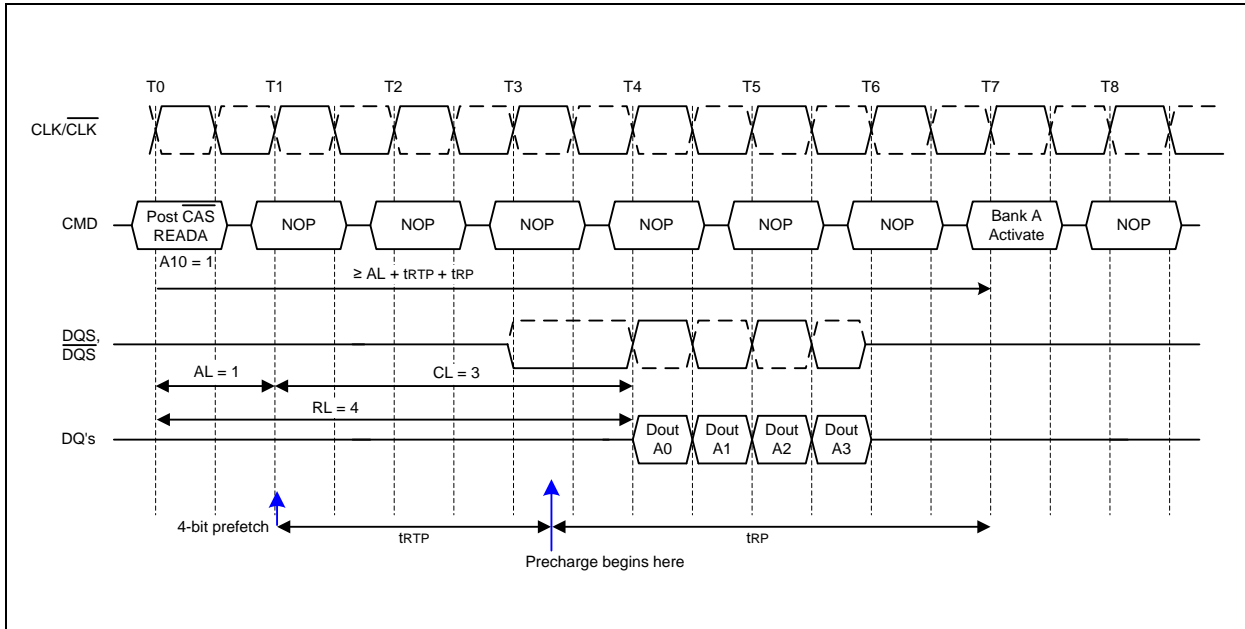 T0 T1 T2 T3 T4 T5 T6 T7 T8
CLK/CLK
CMD Post CAS READA NOP NOP NOP NOP NOP NOP Bank A Activate NOP
A10 = 1
≥ AL + tRTP + tRP
DQS,
DQS
AL = 1 CL = 3
RL = 4
DQ's Dout A0 Dout A1 Dout A2 Dout A3
4-bit prefetch tRTP tRP
Precharge begins here